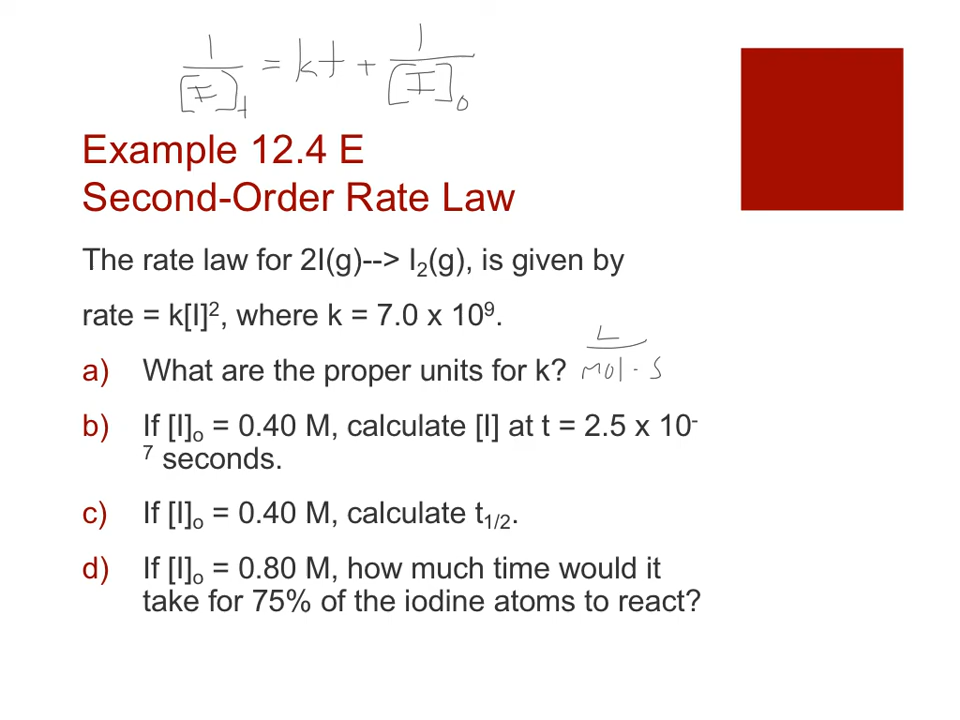 1/[I]t = kt + 1/[I]0
Example 12.4 E
Second-Order Rate Law
The rate law for 2I(g)--> I₂(g), is given by
rate = k[I]², where k = 7.0 x 10⁹.
L
a) What are the proper units for k? mol · s
b) If [I]ₒ = 0.40 M, calculate [I] at t = 2.5 x 10⁻
⁷ seconds.
c) If [I]ₒ = 0.40 M, calculate t₁/₂.
d) If [I]ₒ = 0.80 M, how much time would it
take for 75% of the iodine atoms to react?